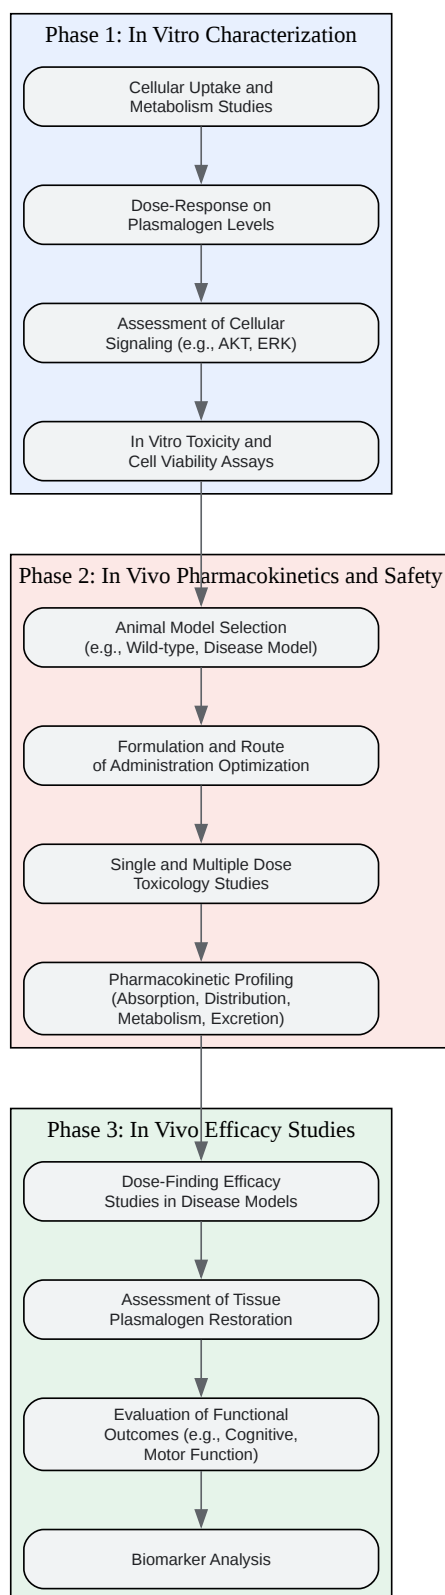 Phase 1: In Vitro Characterization
Cellular Uptake and
Metabolism Studies
Dose-Response on
Plasmalogen Levels
Assessment of Cellular
Signaling (e.g., AKT, ERK)
In Vitro Toxicity and
Cell Viability Assays
Phase 2: In Vivo Pharmacokinetics and Safety
Animal Model Selection
(e.g., Wild-type, Disease Model)
Formulation and Route
of Administration Optimization
Single and Multiple Dose
Toxicology Studies
Pharmacokinetic Profiling
(Absorption, Distribution,
Metabolism, Excretion)
Phase 3: In Vivo Efficacy Studies
Dose-Finding Efficacy
Studies in Disease Models
Assessment of Tissue
Plasmalogen Restoration
Evaluation of Functional
Outcomes (e.g., Cognitive,
Motor Function)
Biomarker Analysis